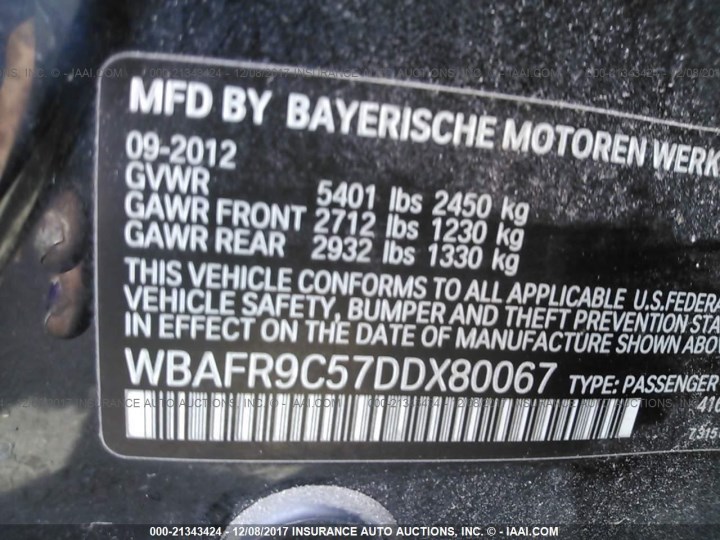 MFD BY BAYERISCHE MOTOREN WERK
09-2012
GVWR 5401 lbs 2450 kg
GAWR FRONT 2712 lbs 1230 kg
GAWR REAR 2932 lbs 1330 kg
THIS VEHICLE CONFORMS TO ALL APPLICABLE U.S.FEDERA
VEHICLE SAFETY, BUMPER AND THEFT PREVENTION STA
IN EFFECT ON THE DATE OF MANUFACTURE SHOWN ABO
WBAFR9C57DDX80067 TYPE: PASSENGER
416
7315
000-21343424 - 12/08/2017 INSURANCE AUTO AUCTIONS, INC. © - IAAI.COM